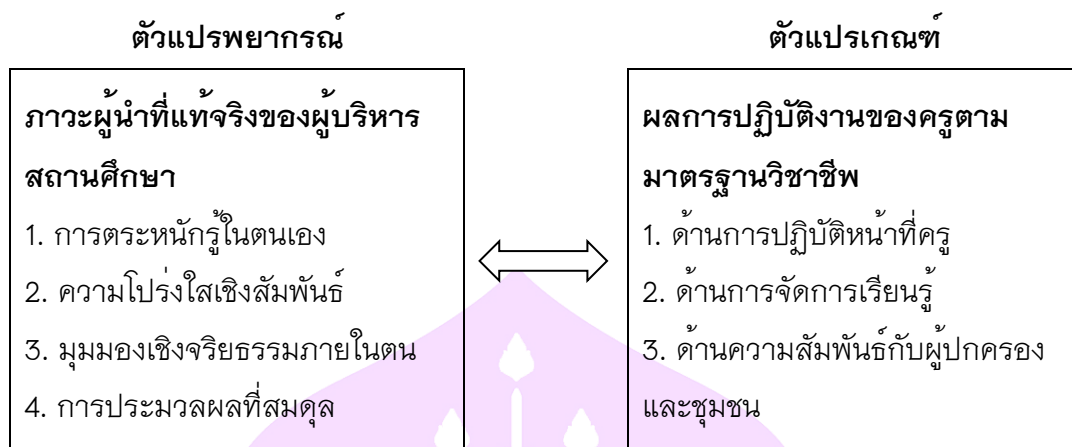 ตัวแปรพยากรณ์
ภาวะผู้นำที่แท้จริงของผู้บริหาร
สถานศึกษา
1. การตระหนักรู้ในตนเอง
2. ความโปร่งใสเชิงสัมพันธ์
3. มุมมองเชิงจริยธรรมภายในตน
4. การประมวลผลที่สมดุล
ตัวแปรเกณฑ์
ผลการปฏิบัติงานของครูตาม
มาตรฐานวิชาชีพ
1. ด้านการปฏิบัติหน้าที่ครู
2. ด้านการจัดการเรียนรู้
3. ด้านความสัมพันธ์กับผู้ปกครอง
และชุมชน